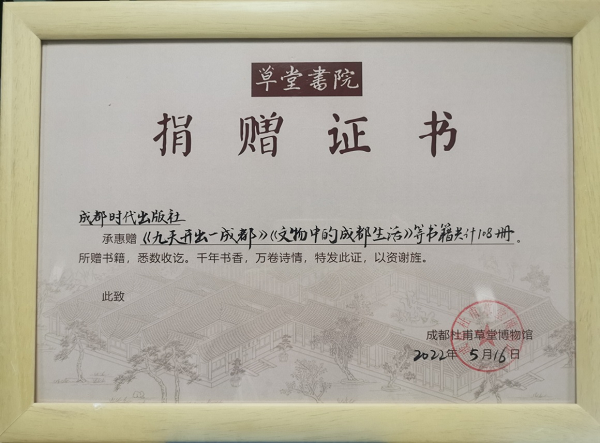 草堂書院
捐赠证书
成都时代出版社
承惠赠《九天开出一成都》《文物中的成都生活》等书籍共计108册。
所赠书籍，悉数收讫。千年书香，万卷诗情，特发此证，以资谢旌。
此致
成都杜甫草堂博物馆
2022年5月16日